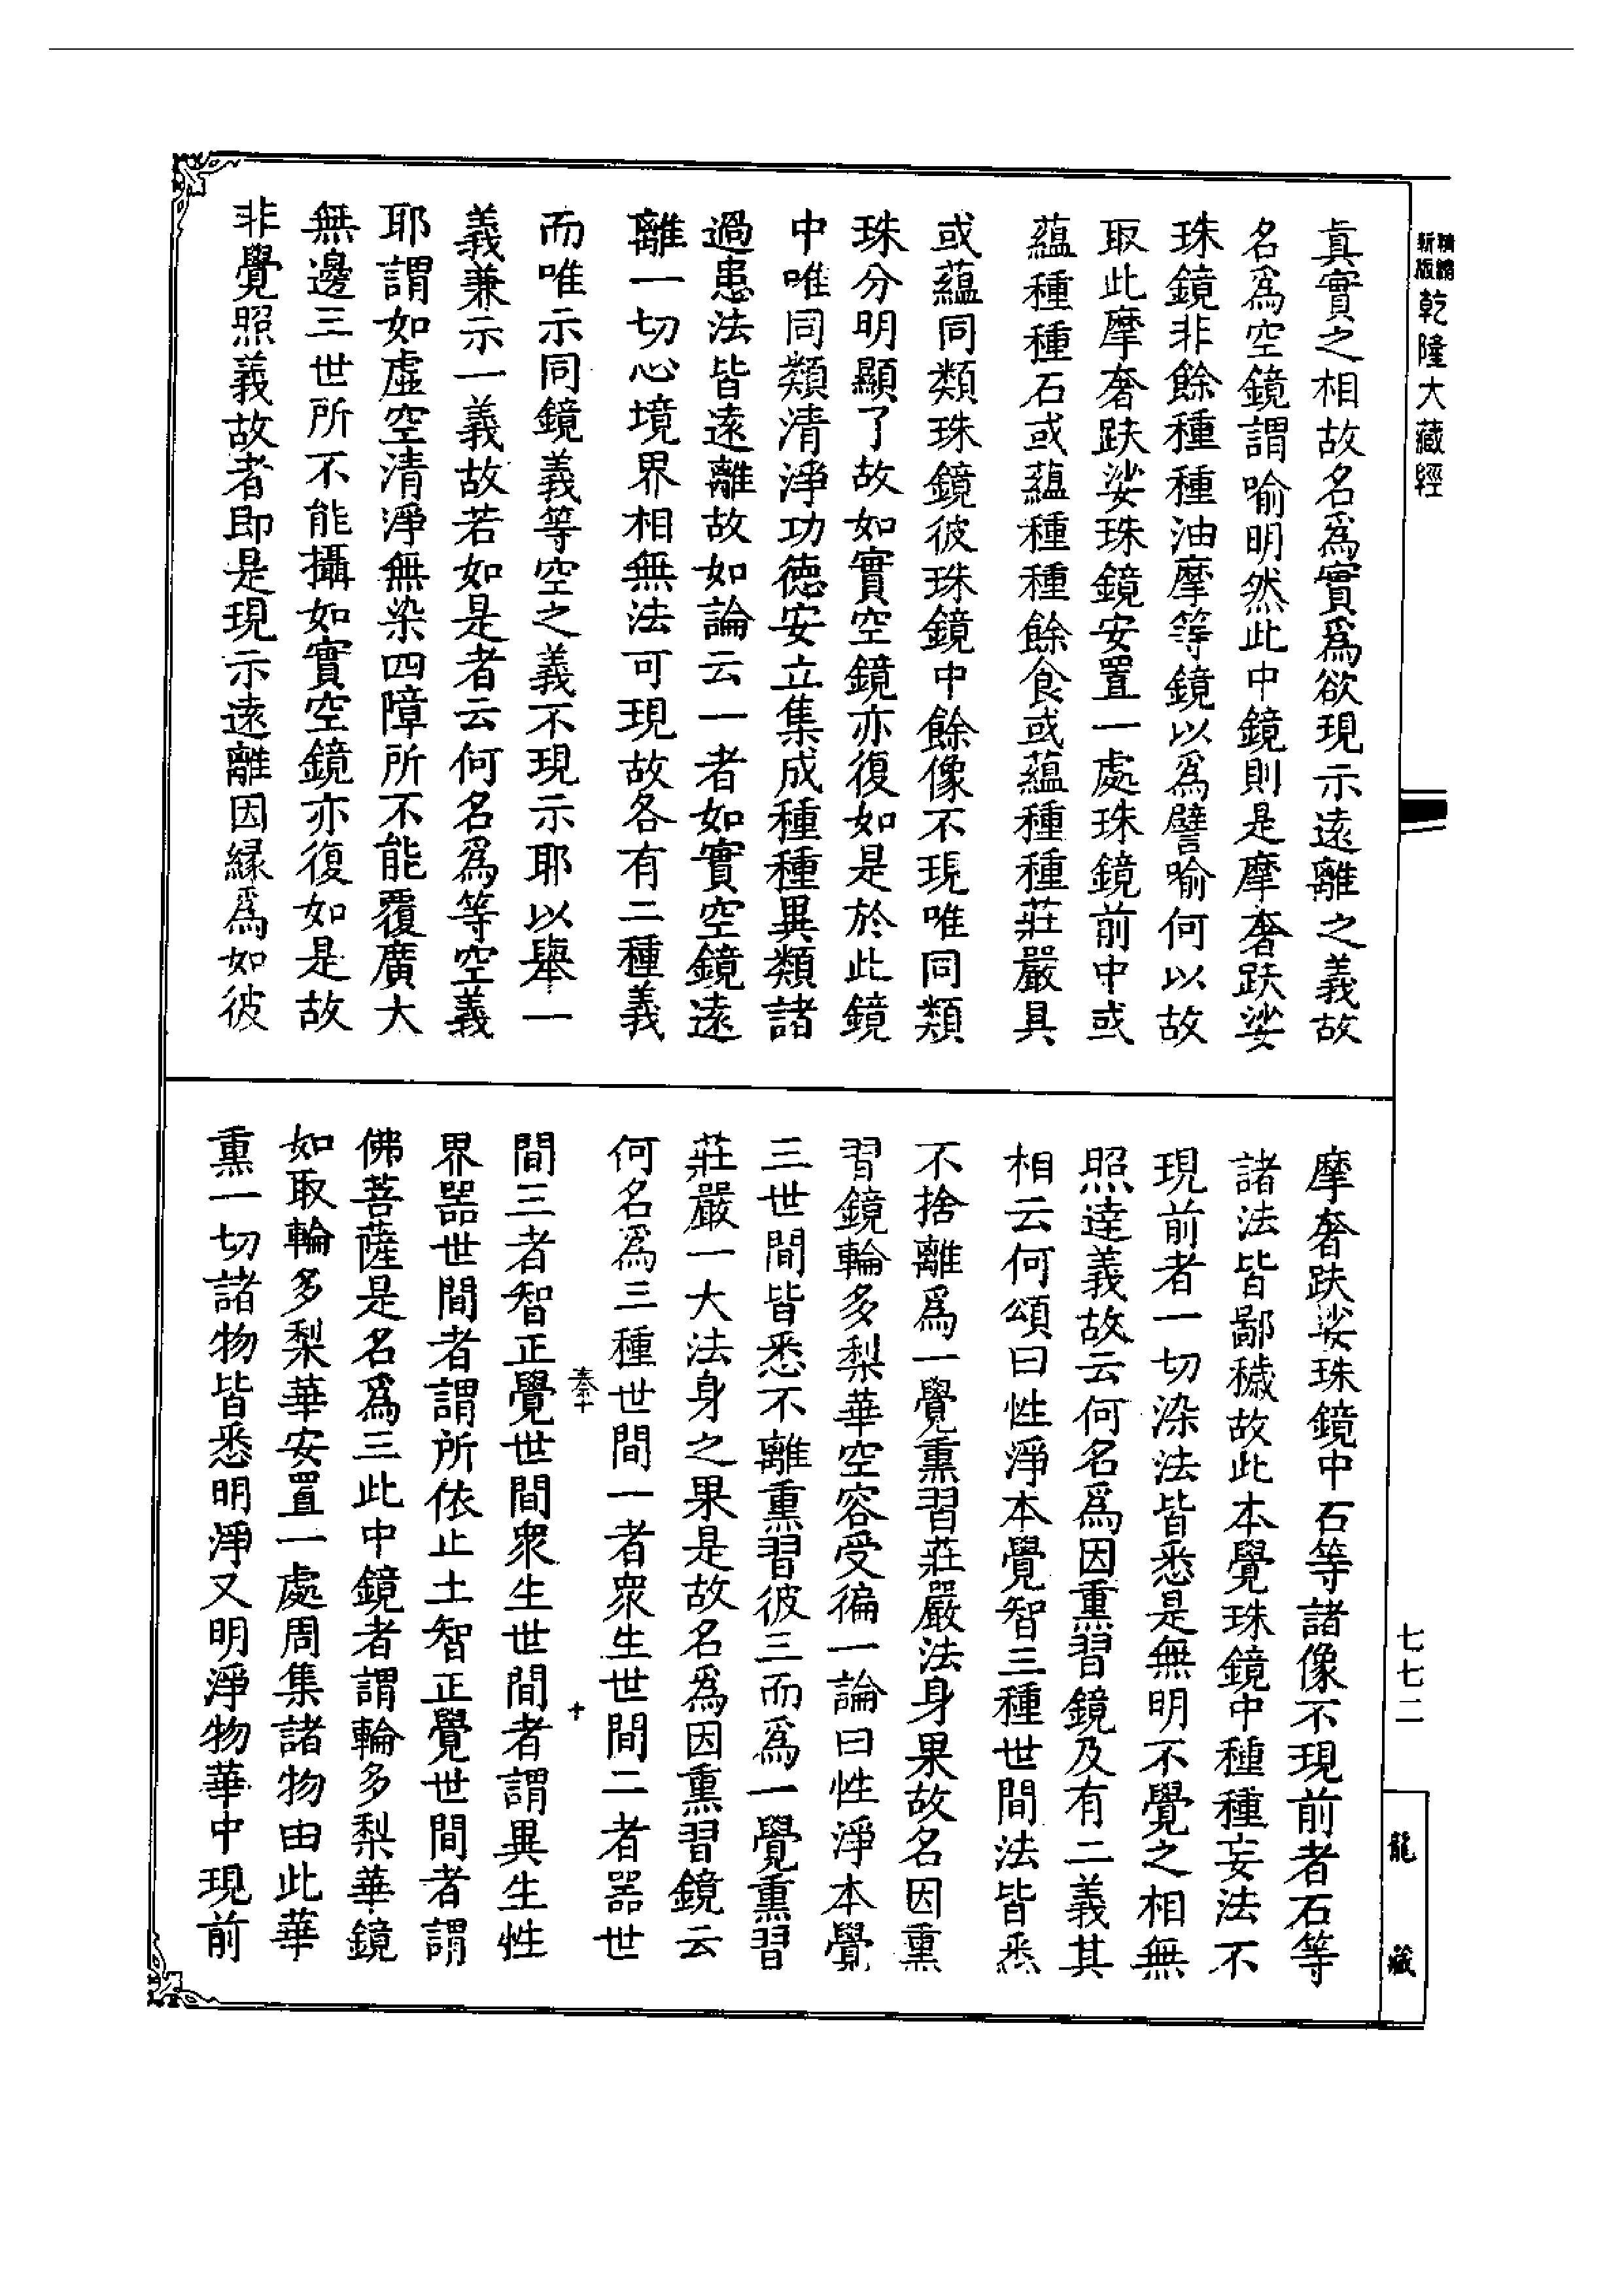 精縮新版乾隆大藏經
眞實之相故名爲實爲欲現示遠離之義故
名爲空鏡謂喻明然此中鏡則是摩奢趺娑
珠鏡非餘種種油摩等鏡以爲譬喻何以故
取此摩奢趺娑珠鏡安置一處珠鏡前中或
蘊種種石或蘊種種餘食或蘊種種莊嚴具
或蘊同類珠鏡彼珠鏡中餘像不現唯同類
珠分明顯了故如實空鏡亦復如是於此鏡
中唯同類清淨功德安立集成種種異類諸
過患法皆遠離故如論云一者如實空鏡遠
離一切心境界相無法可現故各有二種義
而唯示同鏡義等空之義不現示耶以舉一
義兼示一義故若如是者云何名爲等空義
耶謂如虛空清淨無染四障所不能覆廣大
無邊三世所不能攝如實空鏡亦復如是故
非覺照義故者即是現示遠離因緣爲如彼
摩奢趺娑珠鏡中石等諸像不現前者石等
諸法皆鄙穢故此本覺珠鏡中種種妄法不
現前者一切染法皆悉是無明不覺之相無
照達義故云何名爲因熏習鏡及有二義其
相云何頌曰性淨本覺智三種世間法皆悉
不捨離爲一覺熏習莊嚴法身果故名因熏
習鏡輪多梨華空容受徧一論曰性淨本覺
三世間皆悉不離熏習彼三而爲一覺熏習
莊嚴一大法身之果是故名爲因熏習鏡云
何名爲三種世間一者衆生世間二者器世
間三者智正覺世間衆生世間者謂異生性
界器世間者謂所依止土智正覺世間者謂
佛菩薩是名爲三此中鏡者謂輪多梨華鏡
如取輪多梨華安置一處周集諸物由此華
熏一切諸物皆悉明淨又明淨物華中現前
秦十
十
七七二
龍藏